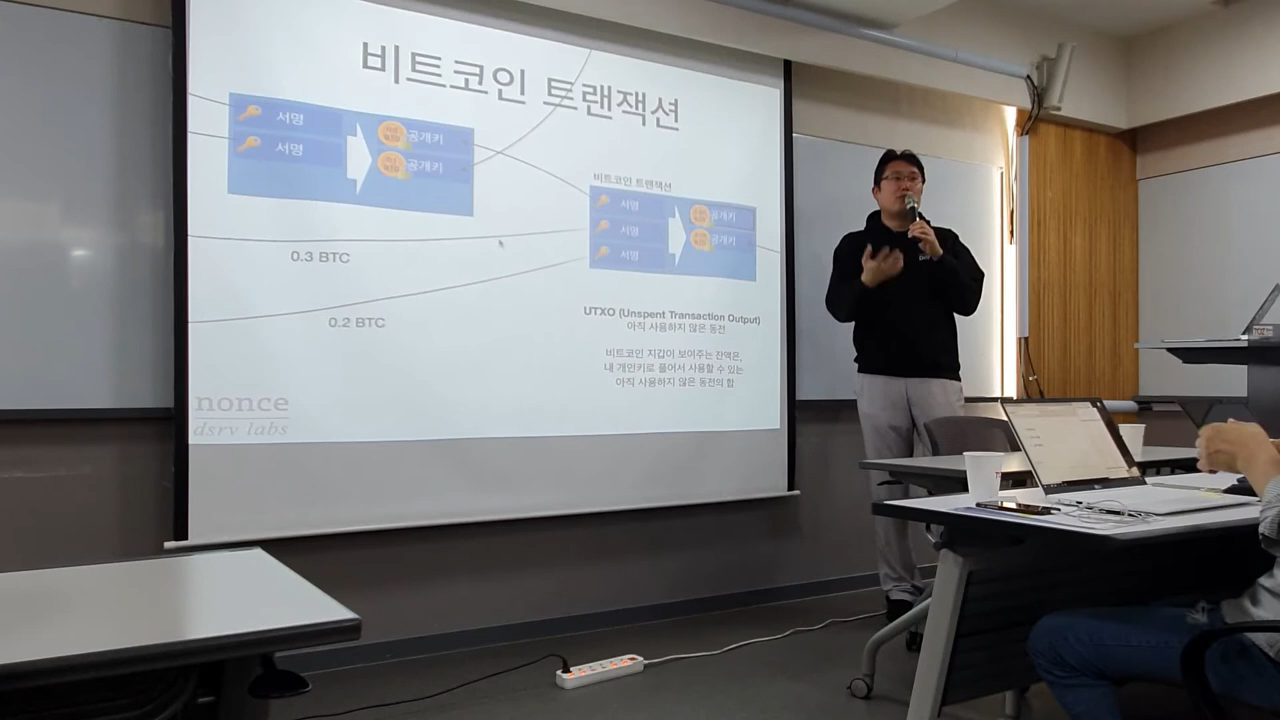 비트코인 트랜잭션
서명
서명
공개키
공개키
비트코인 트랜잭션
서명
서명
서명
공개키
공개키
0.3 BTC
0.2 BTC
UTXO (Unspent Transaction Output)
아직 사용하지 않은 동전
비트코인 지갑이 보여주는 잔액은,
내 개인키로 풀어서 사용할 수 있는
아직 사용하지 않은 동전의 합
nonce
dsrv labs